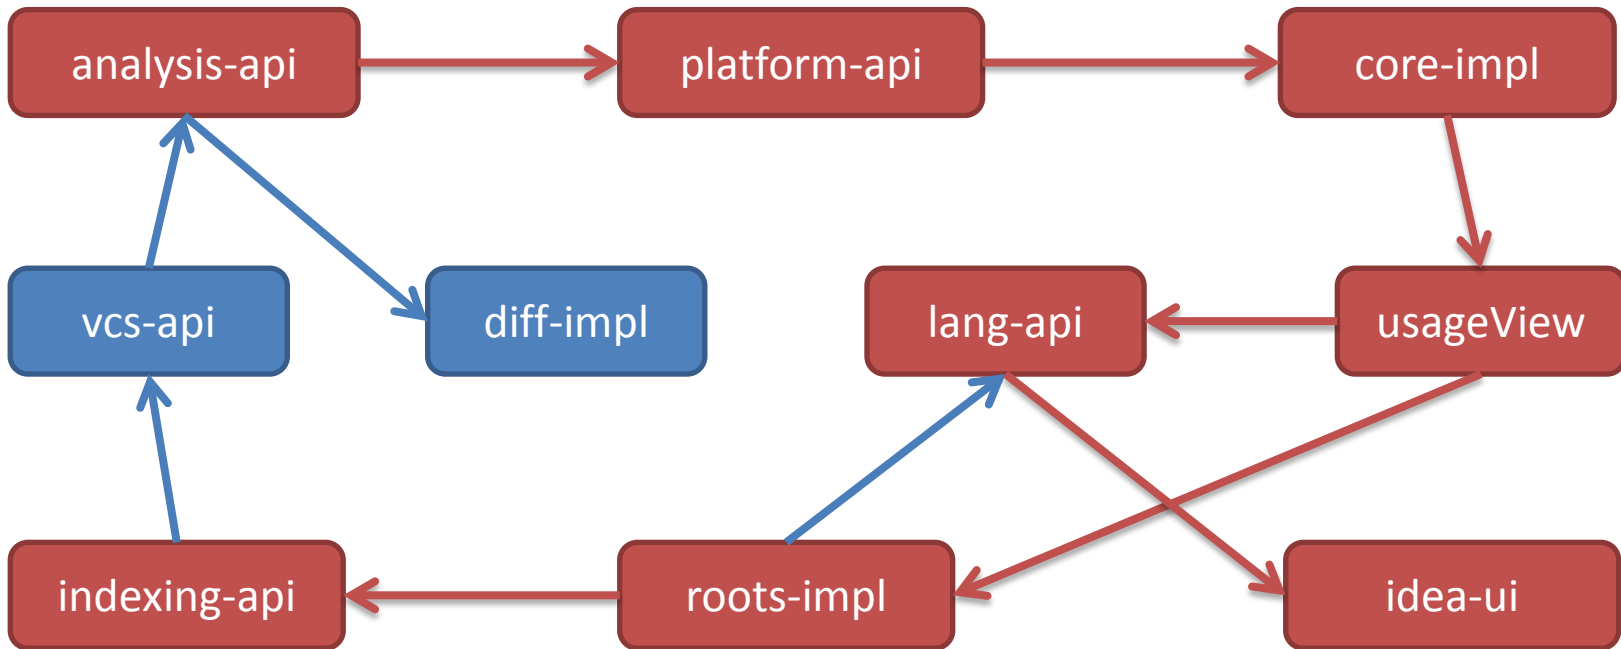 analysis-api
platform-api
core-impl
vcs-api
diff-impl
lang-api
usageView
indexing-api
roots-impl
idea-ui